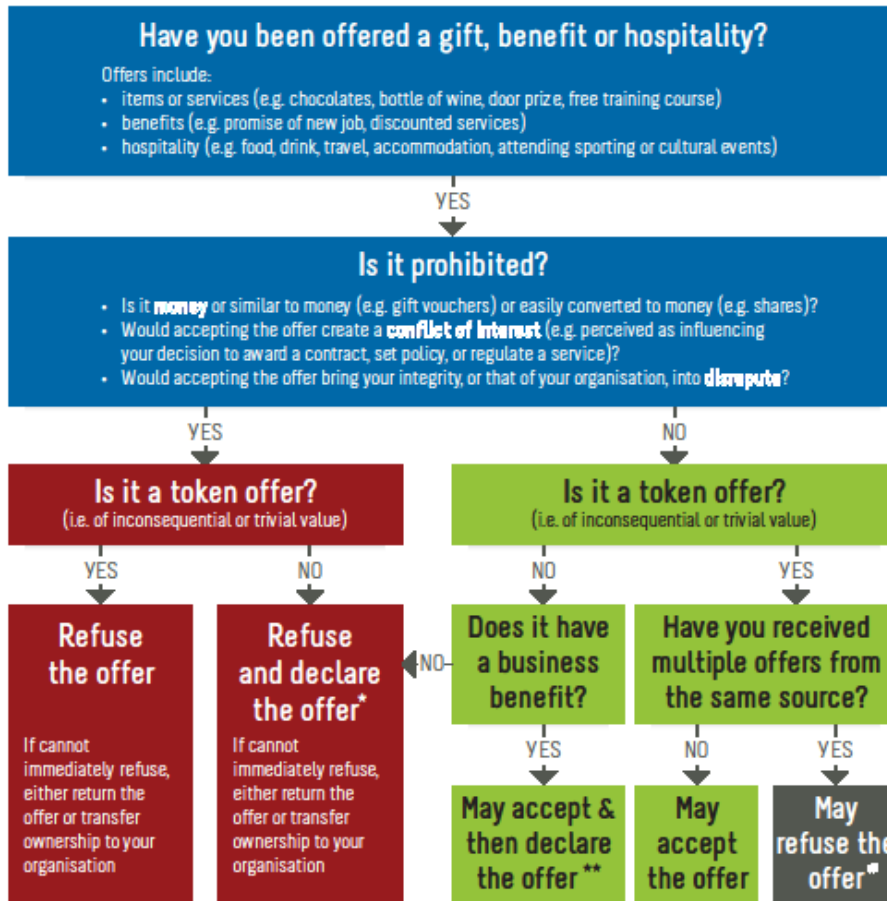 Have you been offered a gift, benefit or hospitality?
Offers include:
• items or services (e.g. chocolates, bottle of wine, door prize, free training course)
• benefits (e.g. promise of new job, discounted services)
• hospitality (e.g. food, drink, travel, accommodation, attending sporting or cultural events)
YES
Is it prohibited?
• Is it money or similar to money (e.g. gift vouchers) or easily converted to money (e.g. shares)?
• Would accepting the offer create a conflict of interest (e.g. perceived as influencing
your decision to award a contract, set policy, or regulate a service)?
• Would accepting the offer bring your integrity, or that of your organisation, into disrepute?
YES
NO
Is it a token offer?
(i.e. of inconsequential or trivial value)
Is it a token offer?
(i.e. of inconsequential or trivial value)
YES
NO
NO
YES
Refuse
the offer
If cannot
immediately refuse,
either return the
offer or transfer
ownership to your
organisation
Refuse
and declare
the offer*
If cannot
immediately refuse,
either return the
offer or transfer
ownership to your
organisation
NO
Does it have
a business
benefit?
Have you received
multiple offers from
the same source?
YES
NO
YES
May accept &
then declare
the offer **
May
accept
the offer
May
refuse the
offer#